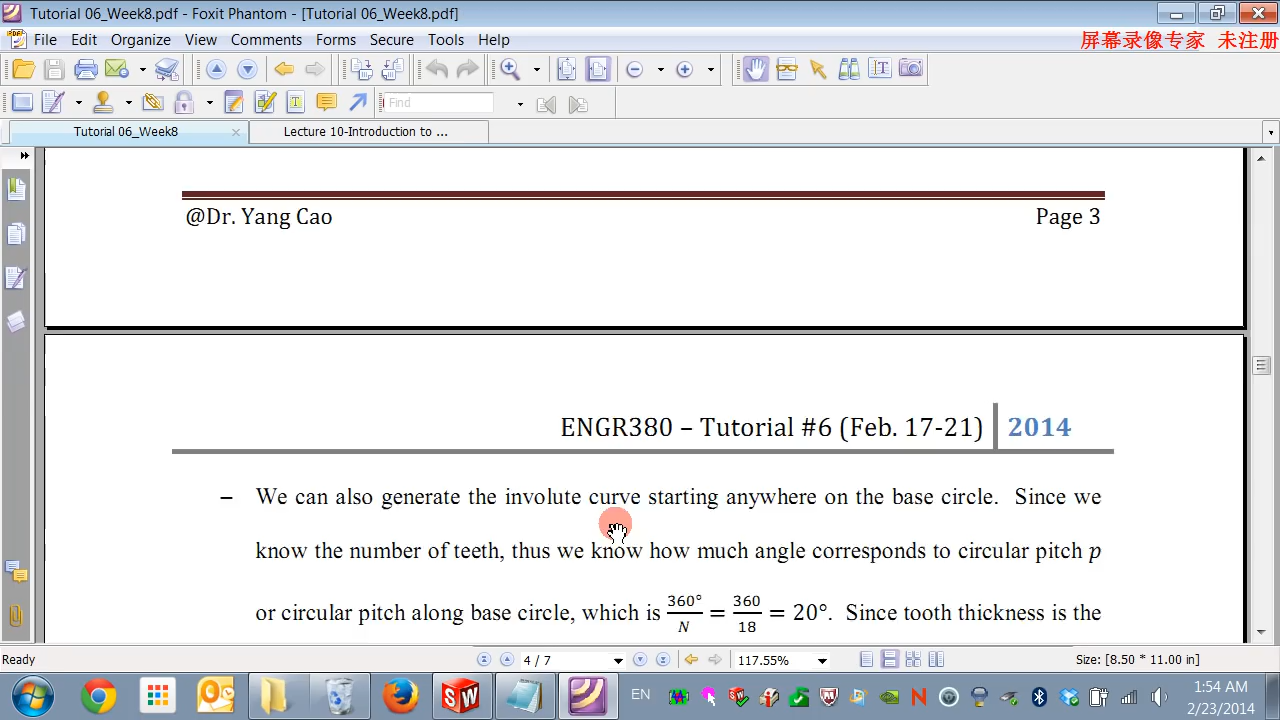 Tutorial 06_Week8.pdf - Foxit Phantom - [Tutorial 06_Week8.pdf]
File Edit Organize View Comments Forms Secure Tools Help
屏幕录像专家 未注册
Find
Tutorial 06_Week8
Lecture 10-Introduction to ...
@Dr. Yang Cao Page 3
ENGR380 – Tutorial #6 (Feb. 17-21) 2014
– We can also generate the involute curve starting anywhere on the base circle. Since we
know the number of teeth, thus we know how much angle corresponds to circular pitch p
or circular pitch along base circle, which is 360°/N = 360/18 = 20°. Since tooth thickness is the
Ready 4 / 7 117.55% Size: [8.50 * 11.00 in]
EN 1:54 AM
2/23/2014